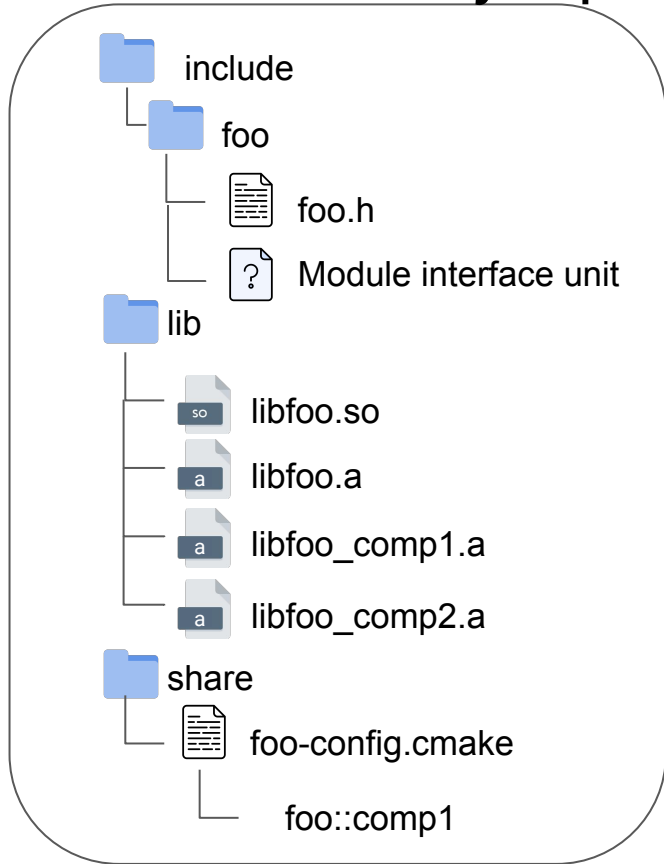 include
foo
foo.h
?
Module interface unit
lib
so
libfoo.so
a
libfoo.a
a
libfoo_comp1.a
a
libfoo_comp2.a
share
foo-config.cmake
foo::comp1